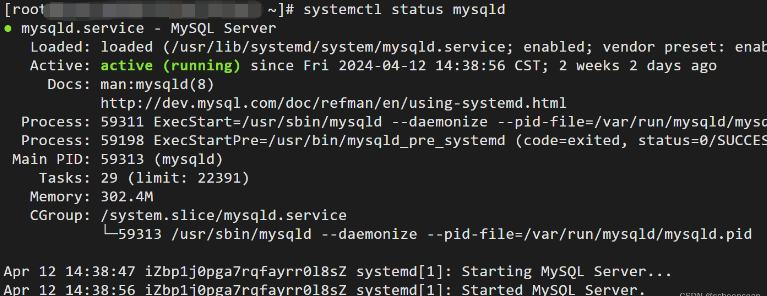 [root ~]# systemctl status mysqld
● mysqld.service - MySQL Server
Loaded: loaded (/usr/lib/systemd/system/mysqld.service; enabled; vendor preset: enab
Active: active (running) since Fri 2024-04-12 14:38:56 CST; 2 weeks 2 days ago
Docs: man:mysqld(8)
http://dev.mysql.com/doc/refman/en/using-systemd.html
Process: 59311 ExecStart=/usr/sbin/mysqld --daemonize --pid-file=/var/run/mysqld/mys
Process: 59198 ExecStartPre=/usr/bin/mysqld_pre_systemd (code=exited, status=0/SUCCES
Main PID: 59313 (mysqld)
Tasks: 29 (limit: 22391)
Memory: 302.4M
CGroup: /system.slice/mysqld.service
└─59313 /usr/sbin/mysqld --daemonize --pid-file=/var/run/mysqld/mysqld.pid
Apr 12 14:38:47 iZbp1j0pga7rqfayrr0l8sZ systemd[1]: Starting MySQL Server...
Apr 12 14:38:56 iZbp1j0pga7rqfayrr0l8sZ systemd[1]: Started MySQL Server.